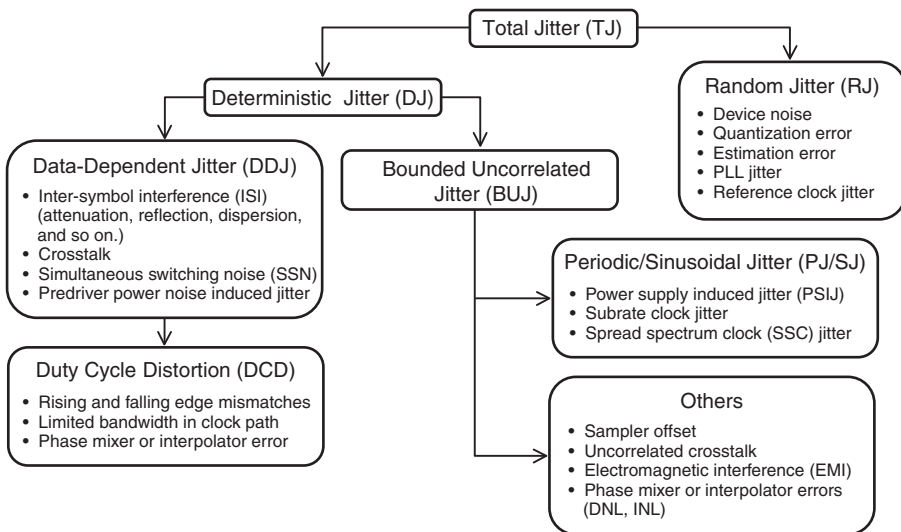 Total Jitter (TJ)
Deterministic Jitter (DJ)
Random Jitter (RJ)
• Device noise
• Quantization error
• Estimation error
• PLL jitter
• Reference clock jitter
Data-Dependent Jitter (DDJ)
• Inter-symbol interference (ISI)
(attenuation, reflection, dispersion,
and so on.)
• Crosstalk
• Simultaneous switching noise (SSN)
• Predriver power noise induced jitter
Bounded Uncorrelated
Jitter (BUJ)
Periodic/Sinusoidal Jitter (PJ/SJ)
• Power supply induced jitter (PSIJ)
• Subrate clock jitter
• Spread spectrum clock (SSC) jitter
Duty Cycle Distortion (DCD)
• Rising and falling edge mismatches
• Limited bandwidth in clock path
• Phase mixer or interpolator error
Others
• Sampler offset
• Uncorrelated crosstalk
• Electromagnetic interference (EMI)
• Phase mixer or interpolator errors
(DNL, INL)